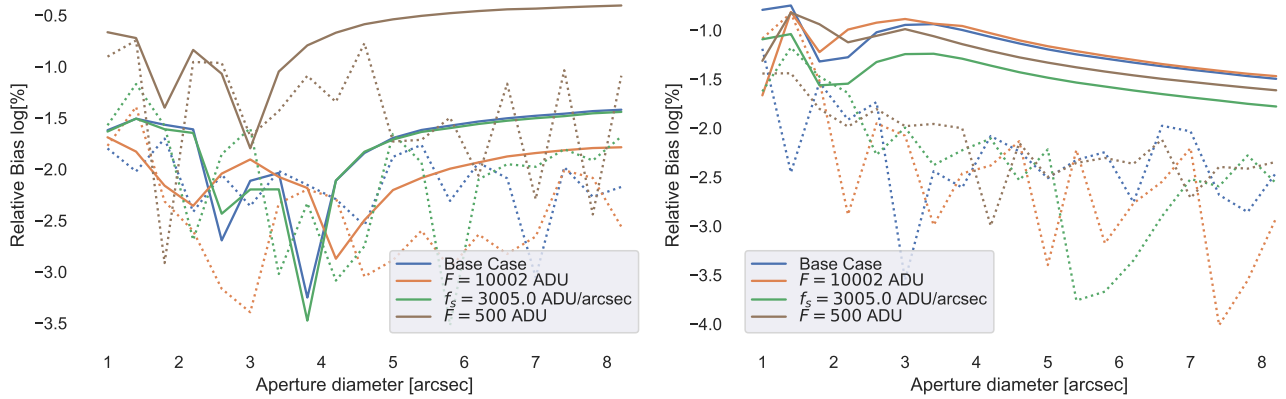 Relative Bias log[%]
−0.5
−1.0
−1.5
−2.0
−2.5
−3.0
−3.5
Base Case
F = 10002 ADU
f_s = 3005.0 ADU/arcsec
F = 500 ADU
1 2 3 4 5 6 7 8
Aperture diameter [arcsec]
Relative Bias log[%]
−1.0
−1.5
−2.0
−2.5
−3.0
−3.5
−4.0
Base Case
F = 10002 ADU
f_s = 3005.0 ADU/arcsec
F = 500 ADU
1 2 3 4 5 6 7 8
Aperture diameter [arcsec]